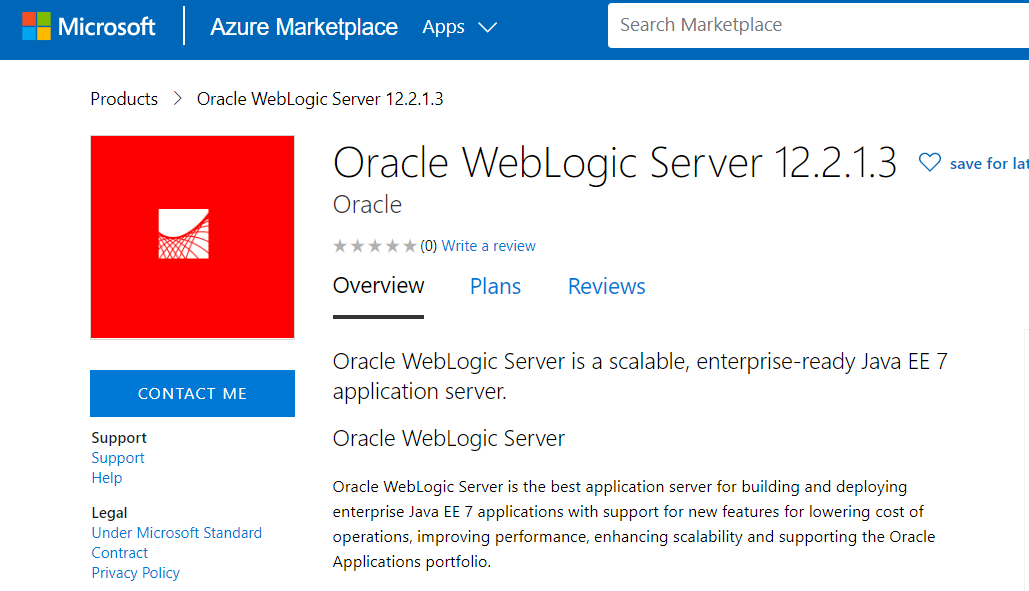 Microsoft Azure Marketplace Apps Search Marketplace
Products > Oracle WebLogic Server 12.2.1.3
Oracle WebLogic Server 12.2.1.3 save for lat
Oracle
(0) Write a review
Overview Plans Reviews
Oracle WebLogic Server is a scalable, enterprise-ready Java EE 7
application server.
Oracle WebLogic Server
Oracle WebLogic Server is the best application server for building and deploying
enterprise Java EE 7 applications with support for new features for lowering cost of
operations, improving performance, enhancing scalability and supporting the Oracle
Applications portfolio.
CONTACT ME
Support
Support
Help
Legal
Under Microsoft Standard
Contract
Privacy Policy